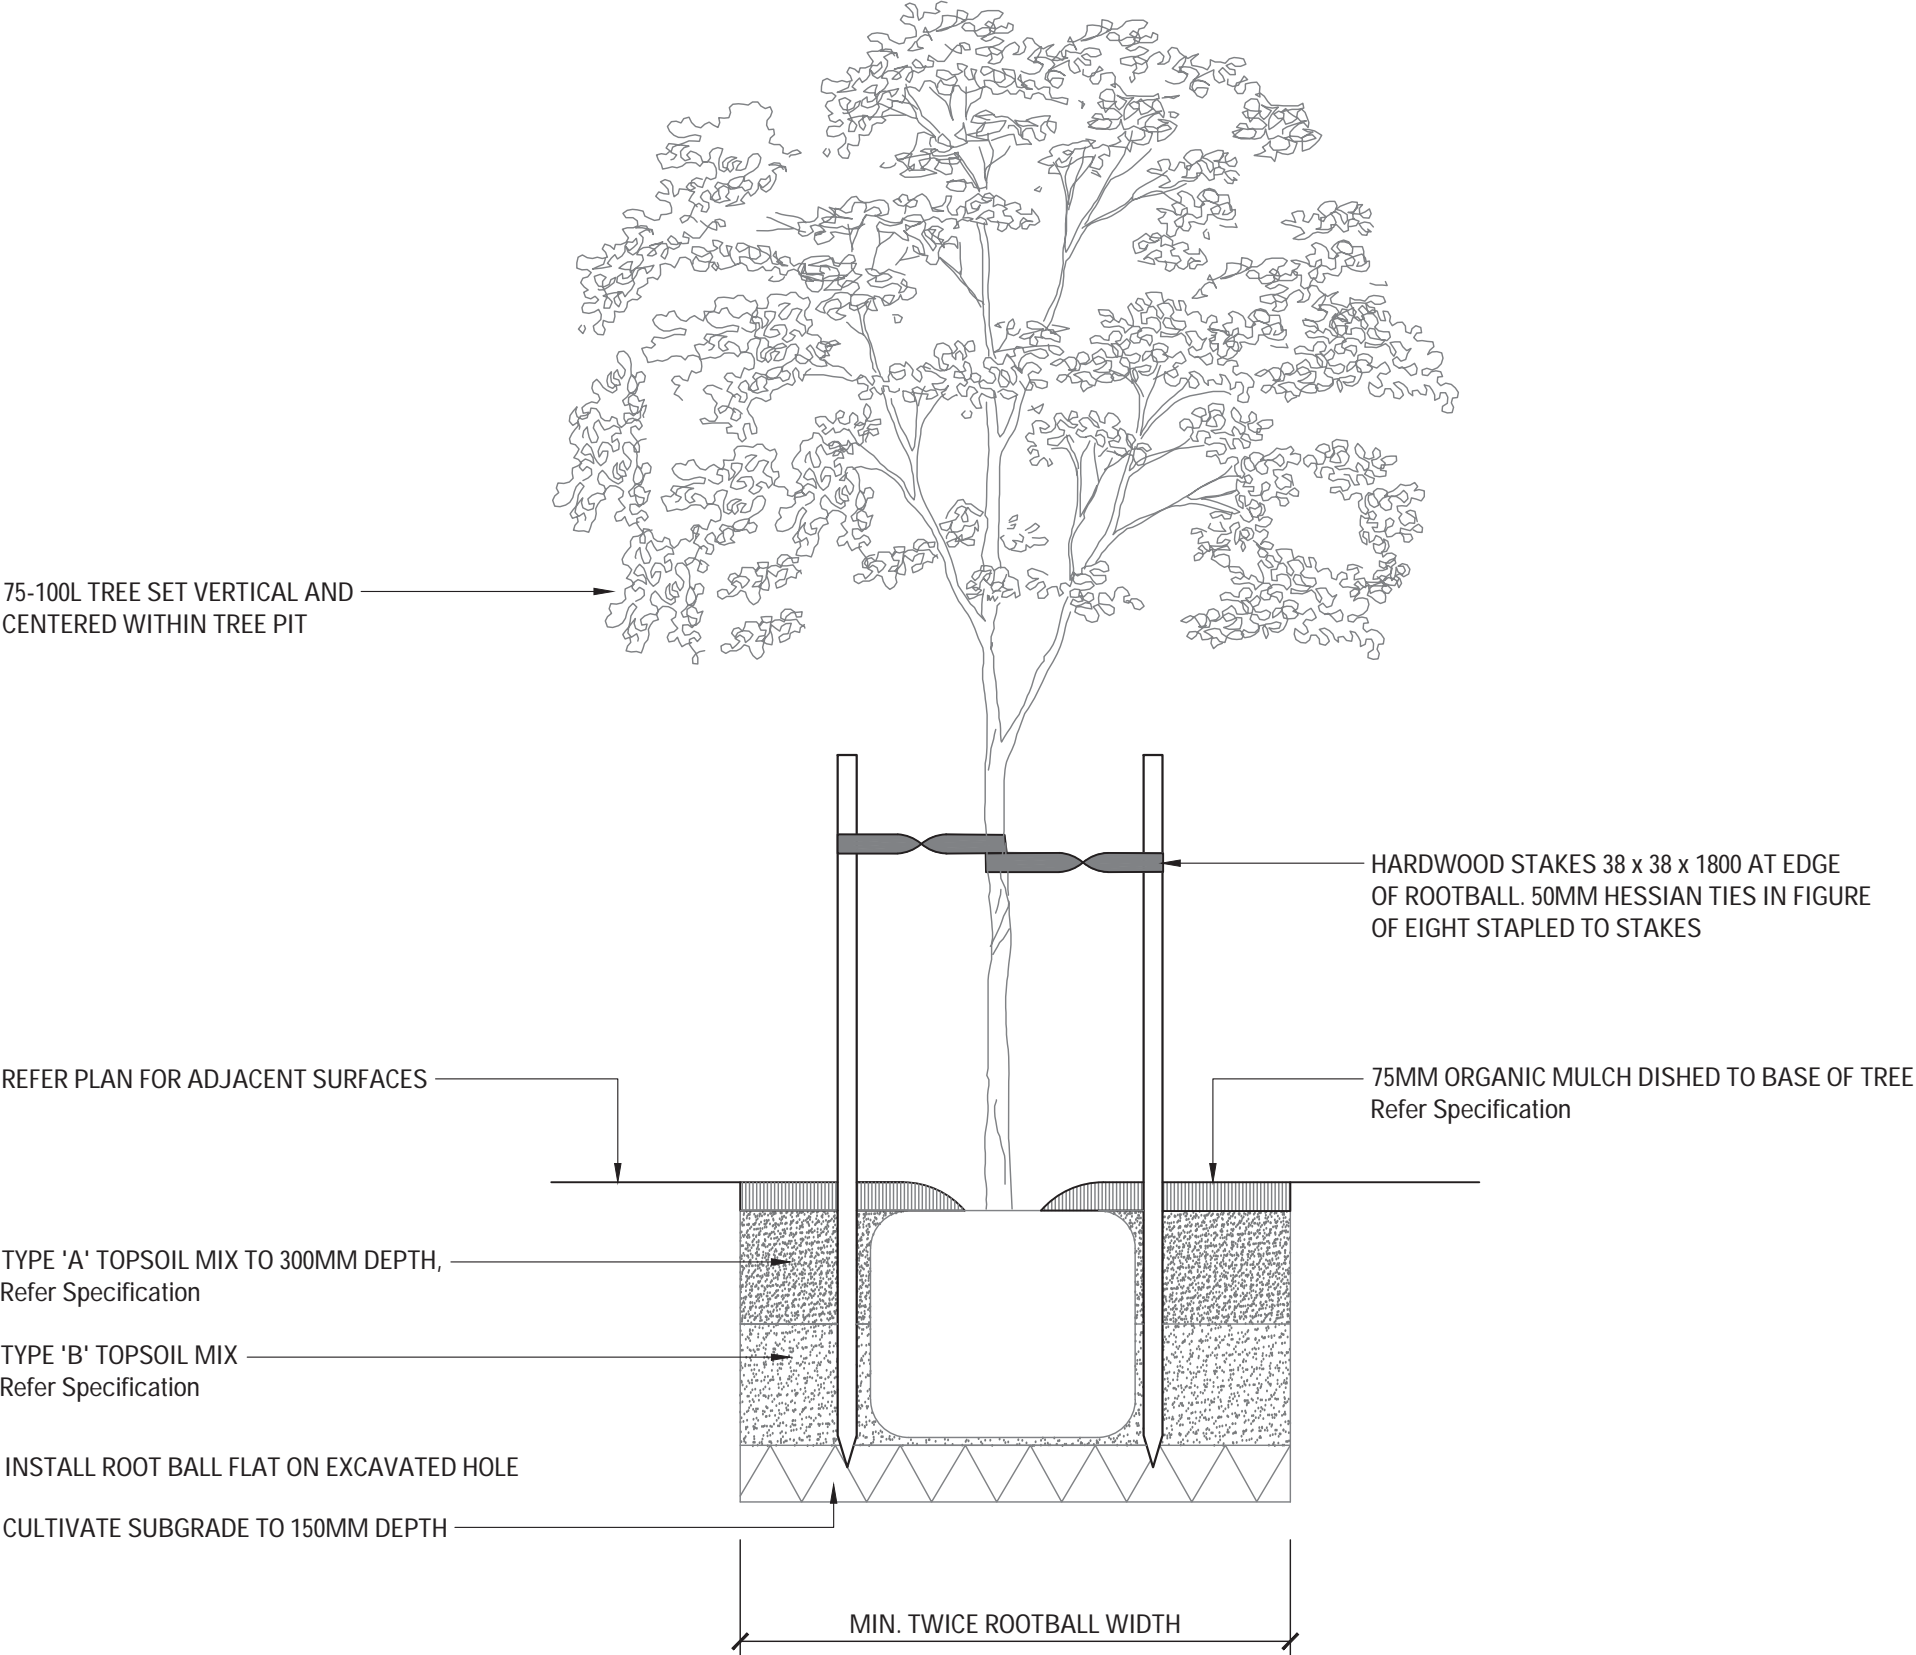 75-100L TREE SET VERTICAL AND
CENTERED WITHIN TREE PIT
HARDWOOD STAKES 38 x 38 x 1800 AT EDGE
OF ROOTBALL. 50MM HESSIAN TIES IN FIGURE
OF EIGHT STAPLED TO STAKES
REFER PLAN FOR ADJACENT SURFACES
75MM ORGANIC MULCH DISHED TO BASE OF TREE
Refer Specification
TYPE 'A' TOPSOIL MIX TO 300MM DEPTH,
Refer Specification
TYPE 'B' TOPSOIL MIX
Refer Specification
INSTALL ROOT BALL FLAT ON EXCAVATED HOLE
CULTIVATE SUBGRADE TO 150MM DEPTH
MIN. TWICE ROOTBALL WIDTH